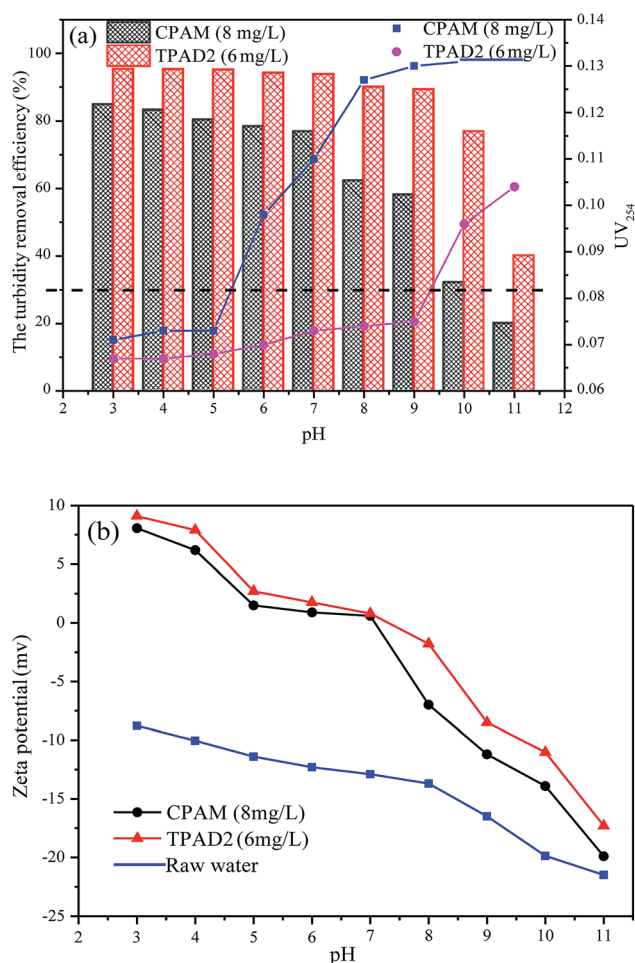 (a)
CPAM (8 mg/L)
TPAD2 (6 mg/L)
CPAM (8 mg/L)
TPAD2 (6 mg/L)
The turbidity removal efficiency (%)
100
80
60
40
20
0
UV254
0.14
0.13
0.12
0.11
0.10
0.09
0.08
0.07
0.06
2 3 4 5 6 7 8 9 10 11 12
pH
(b)
Zeta potential (mv)
10
5
0
-5
-10
-15
-20
-25
CPAM (8mg/L)
TPAD2 (6mg/L)
Raw water
2 3 4 5 6 7 8 9 10 11
pH